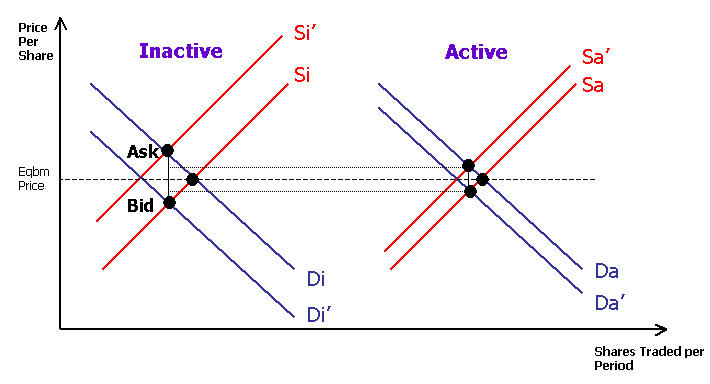 Price
Per
Share
Inactive
Si’
Si
Active
Sa’
Sa
Ask
Eqbm
Price
Bid
Di
Di’
Da
Da’
Shares Traded per
Period